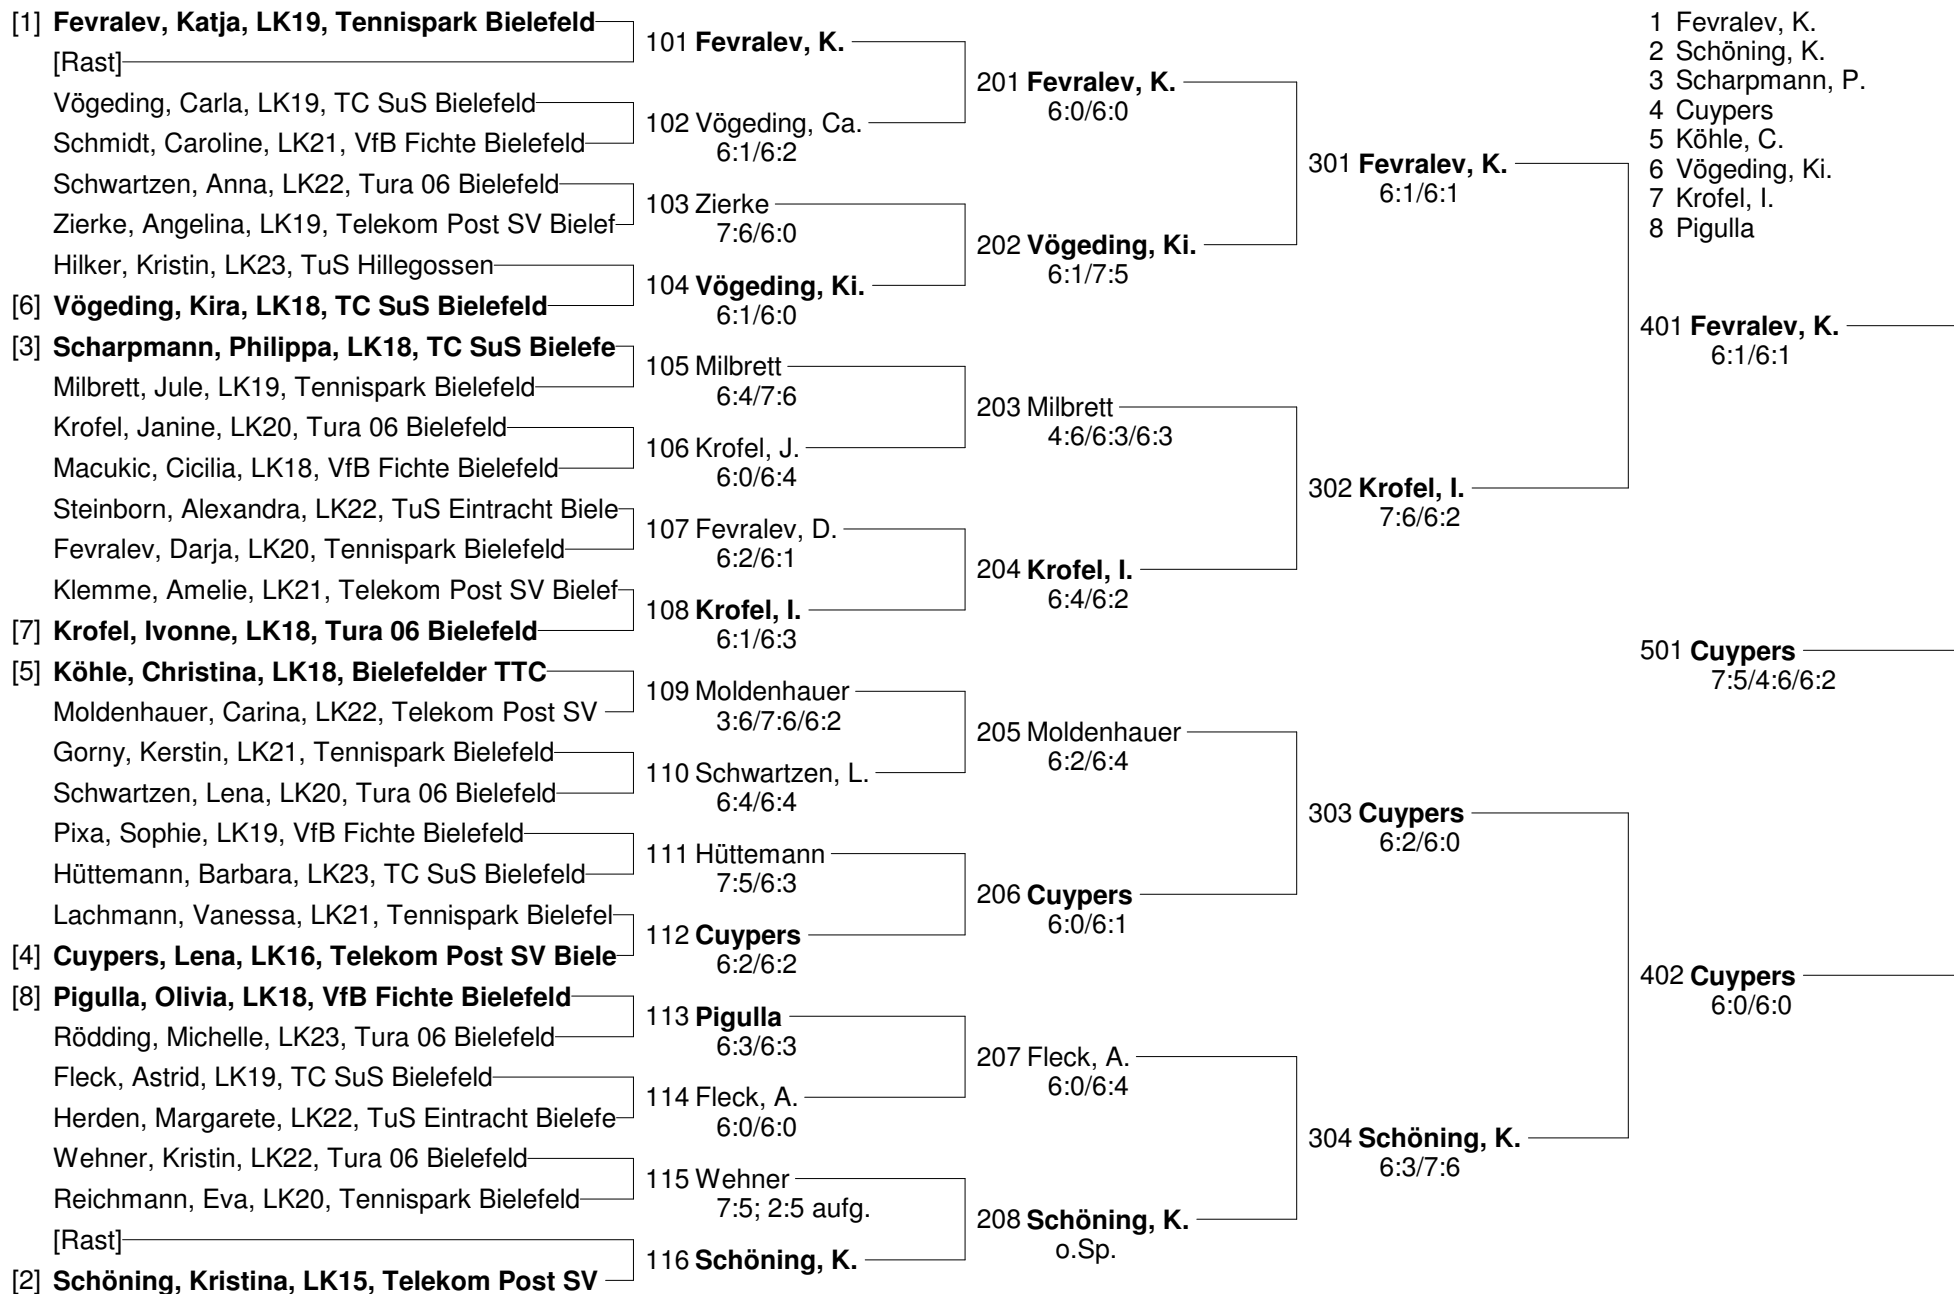 [1] Fevralev, Katja, LK19, Tennispark Bielefeld
[Rast]
Vögeding, Carla, LK19, TC SuS Bielefeld
Schmidt, Caroline, LK21, VfB Fichte Bielefeld
Schwartzen, Anna, LK22, Tura 06 Bielefeld
Zierke, Angelina, LK19, Telekom Post SV Bielef
Hilker, Kristin, LK23, TuS Hillegossen
[6] Vögeding, Kira, LK18, TC SuS Bielefeld
[3] Scharpmann, Philippa, LK18, TC SuS Bielefe
Milbrett, Jule, LK19, Tennispark Bielefeld
Krofel, Janine, LK20, Tura 06 Bielefeld
Macukic, Cicilia, LK18, VfB Fichte Bielefeld
Steinborn, Alexandra, LK22, TuS Eintracht Biele
Fevralev, Darja, LK20, Tennispark Bielefeld
Klemme, Amelie, LK21, Telekom Post SV Bielef
[7] Krofel, Ivonne, LK18, Tura 06 Bielefeld
[5] Köhle, Christina, LK18, Bielefelder TTC
Moldenhauer, Carina, LK22, Telekom Post SV
Gorny, Kerstin, LK21, Tennispark Bielefeld
Schwartzen, Lena, LK20, Tura 06 Bielefeld
Pixa, Sophie, LK19, VfB Fichte Bielefeld
Hüttemann, Barbara, LK23, TC SuS Bielefeld
Lachmann, Vanessa, LK21, Tennispark Bielefel
[4] Cuypers, Lena, LK16, Telekom Post SV Biele
[8] Pigulla, Olivia, LK18, VfB Fichte Bielefeld
Rödding, Michelle, LK23, Tura 06 Bielefeld
Fleck, Astrid, LK19, TC SuS Bielefeld
Herden, Margarete, LK22, TuS Eintracht Bielefe
Wehner, Kristin, LK22, Tura 06 Bielefeld
Reichmann, Eva, LK20, Tennispark Bielefeld
[Rast]
[2] Schöning, Kristina, LK15, Telekom Post SV
101 Fevralev, K.
102 Vögeding, Ca.
6:1/6:2
103 Zierke
7:6/6:0
104 Vögeding, Ki.
6:1/6:0
105 Milbrett
6:4/7:6
106 Krofel, J.
6:0/6:4
107 Fevralev, D.
6:2/6:1
108 Krofel, I.
6:1/6:3
109 Moldenhauer
3:6/7:6/6:2
110 Schwartzen, L.
6:4/6:4
111 Hüttemann
7:5/6:3
112 Cuypers
6:2/6:2
113 Pigulla
6:3/6:3
114 Fleck, A.
6:0/6:0
115 Wehner
7:5; 2:5 aufg.
116 Schöning, K.
201 Fevralev, K.
6:0/6:0
202 Vögeding, Ki.
6:1/7:5
203 Milbrett
4:6/6:3/6:3
204 Krofel, I.
6:4/6:2
205 Moldenhauer
6:2/6:4
206 Cuypers
6:0/6:1
207 Fleck, A.
6:0/6:4
208 Schöning, K.
o.Sp.
301 Fevralev, K.
6:1/6:1
302 Krofel, I.
7:6/6:2
303 Cuypers
6:2/6:0
304 Schöning, K.
6:3/7:6
1 Fevralev, K.
2 Schöning, K.
3 Scharpmann, P.
4 Cuypers
5 Köhle, C.
6 Vögeding, Ki.
7 Krofel, I.
8 Pigulla
401 Fevralev, K.
6:1/6:1
501 Cuypers
7:5/4:6/6:2
402 Cuypers
6:0/6:0